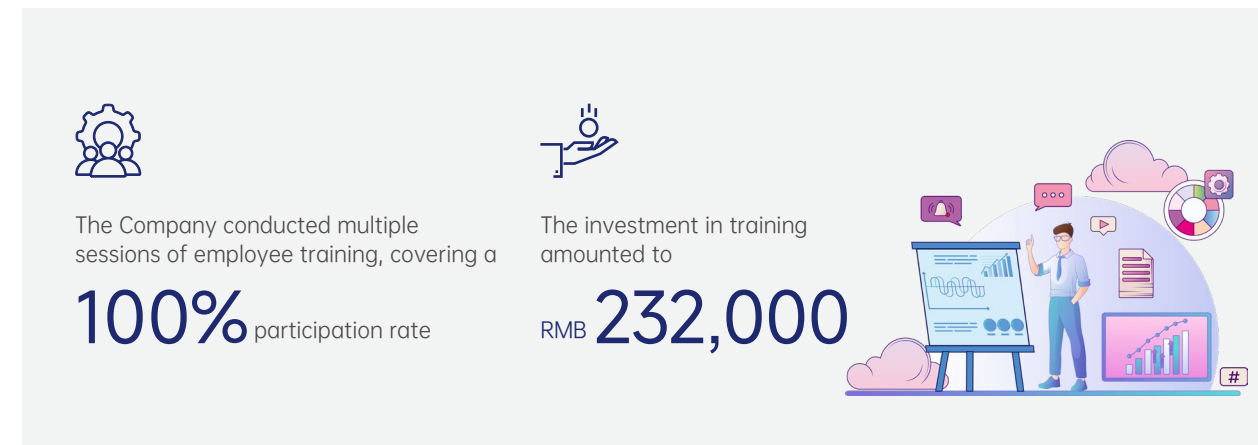 The Company conducted multiple
sessions of employee training, covering a
100% participation rate
The investment in training
amounted to
RMB 232,000
#